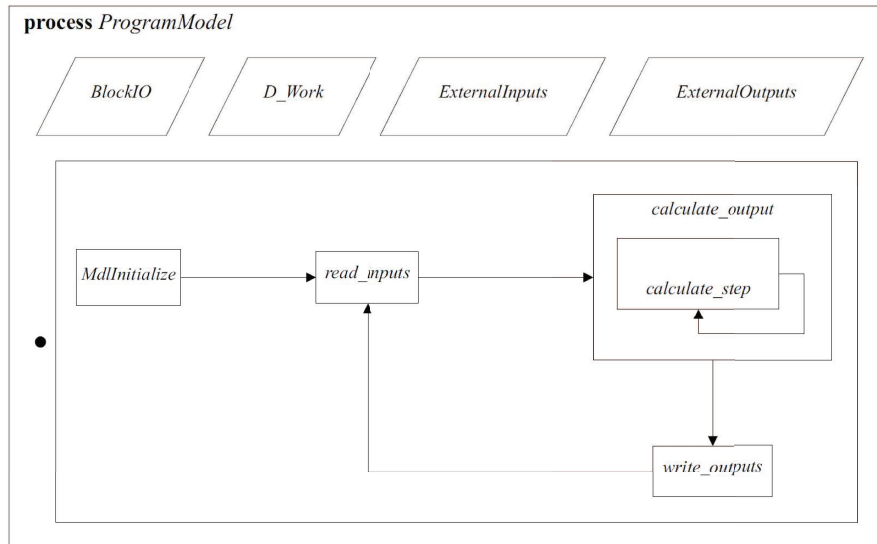 process ProgramModel
BlockIO
D_Work
ExternalInputs
ExternalOutputs
calculate_output
MdlInitialize
read_inputs
calculate_step
write_outputs